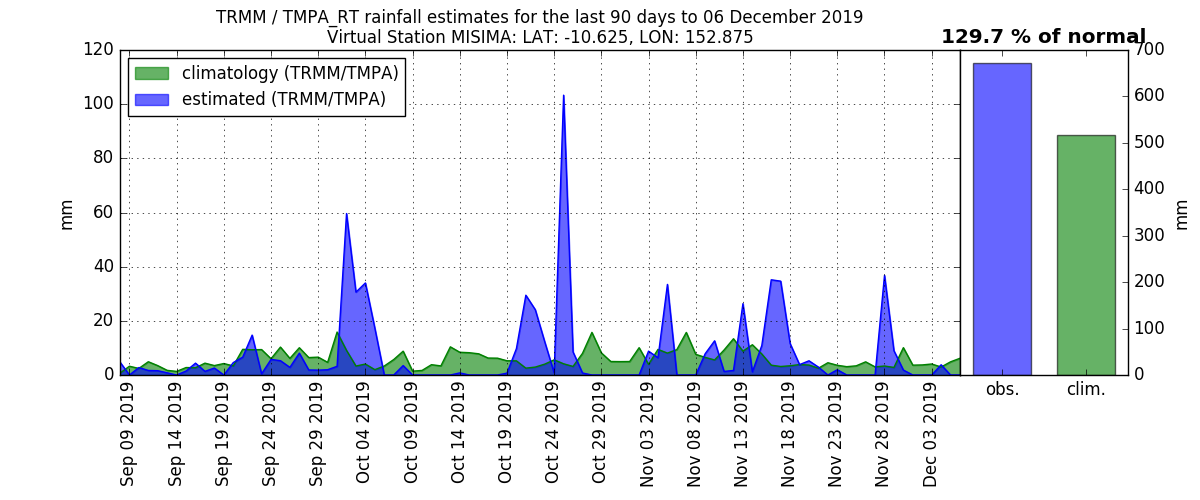 TRMM / TMPA_RT rainfall estimates for the last 90 days to 06 December 2019
Virtual Station MISIMA: LAT: -10.625, LON: 152.875
129.7 % of normal
climatology (TRMM/TMPA)
estimated (TRMM/TMPA)
120
100
80
60
40
20
0
mm
700
600
500
400
300
200
100
0
mm
Sep 09 2019
Sep 14 2019
Sep 19 2019
Sep 24 2019
Sep 29 2019
Oct 04 2019
Oct 09 2019
Oct 14 2019
Oct 19 2019
Oct 24 2019
Oct 29 2019
Nov 03 2019
Nov 08 2019
Nov 13 2019
Nov 18 2019
Nov 23 2019
Nov 28 2019
Dec 03 2019
obs.
clim.